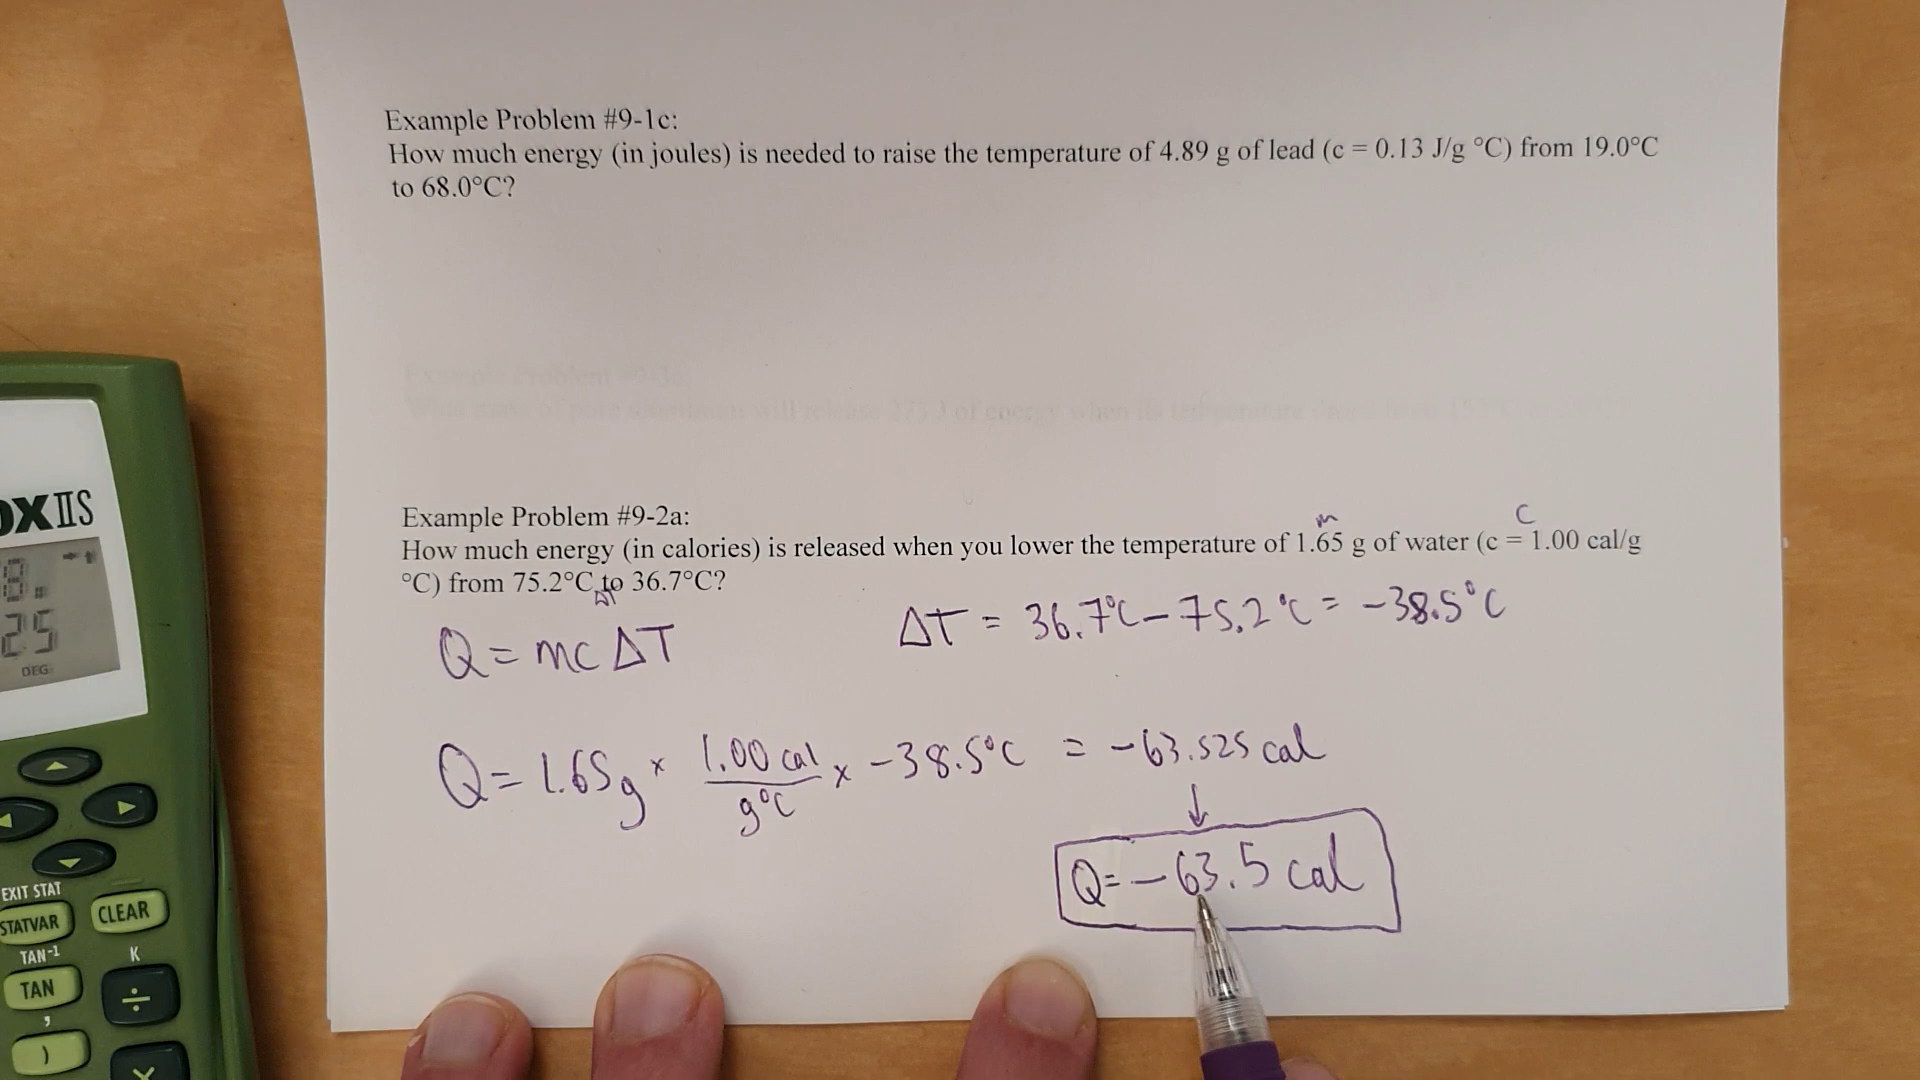 Example Problem #9-1c:
How much energy (in joules) is needed to raise the temperature of 4.89 g of lead (c = 0.13 J/g °C) from 19.0°C
to 68.0°C?
Example Problem #9-2a:
m
C
How much energy (in calories) is released when you lower the temperature of 1.65 g of water (c = 1.00 cal/g
°C) from 75.2°C to 36.7°C?
ΔT
Q = mcΔT
ΔT = 36.7°C - 75.2°C = -38.5°C
Q = 1.65g x 1.00 cal / g°C x -38.5°C = -63.525 cal
↓
Q = -63.5 cal
XIIS
25
DEG
EXIT STAT
STATVAR
CLEAR
TAN-1
K
TAN
÷
,
)